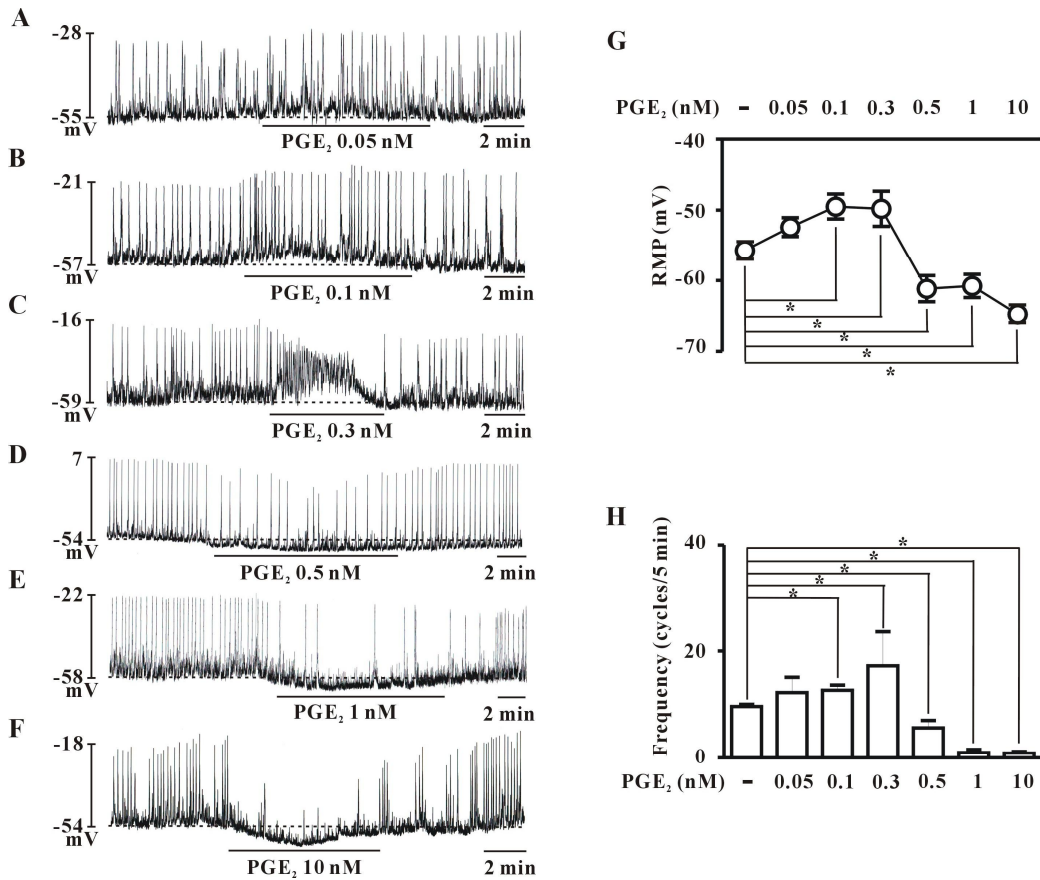 A
-28
-55
mV
PGE₂ 0.05 nM
2 min
B
-21
-57
mV
PGE₂ 0.1 nM
2 min
C
-16
-59
mV
PGE₂ 0.3 nM
2 min
D
7
-54
mV
PGE₂ 0.5 nM
2 min
E
-22
-58
mV
PGE₂ 1 nM
2 min
F
-18
-54
mV
PGE₂ 10 nM
2 min
G
PGE₂ (nM) - 0.05 0.1 0.3 0.5 1 10
-40
-50
-60
-70
RMP (mV)
*
*
*
*
*
H
40
20
0
Frequency (cycles/5 min)
*
*
*
*
*
PGE₂ (nM) - 0.05 0.1 0.3 0.5 1 10